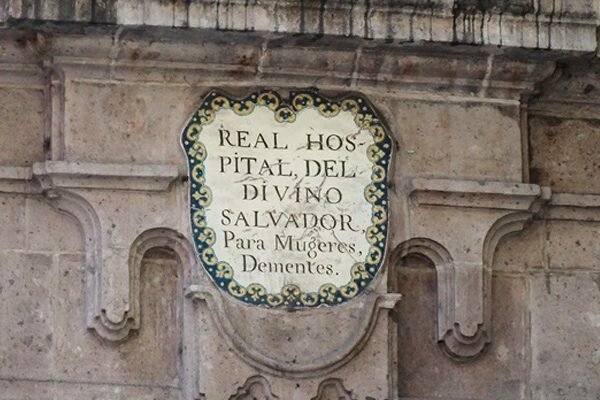 REAL HOS-
PITAL, DEL
DIVINO
SALVADOR,
Para Mugeres,
Dementes.